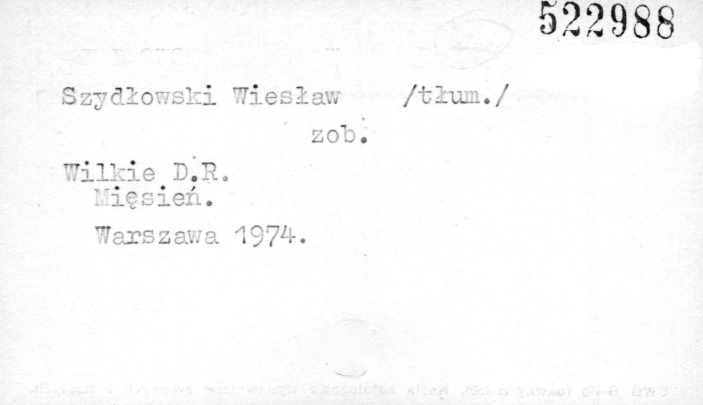 522988
Szydłowski Wiesław /tłum./
zob.
Wilkie D.R.
Mięsień.
Warszawa 1974.